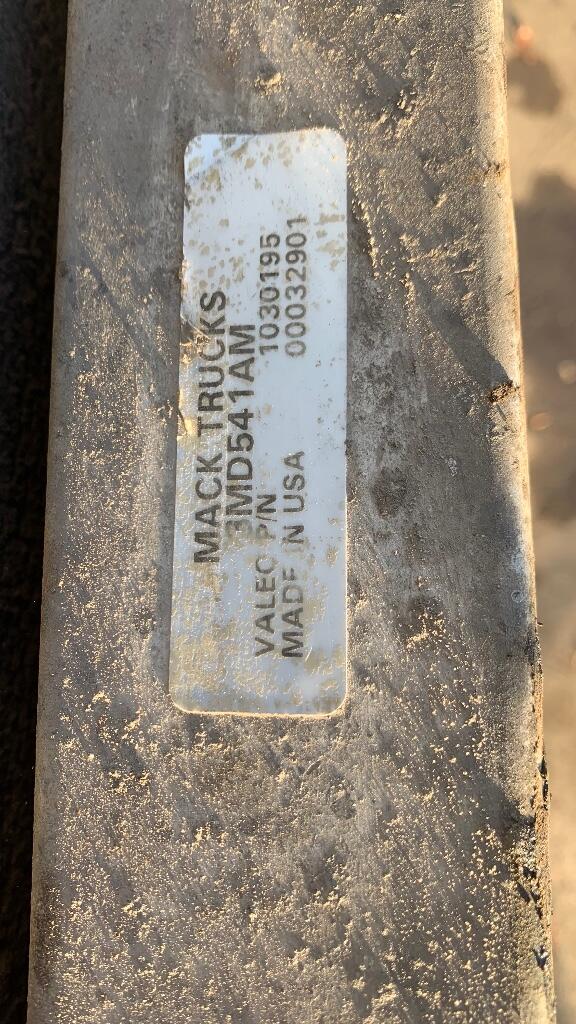 MACK TRUCKS
3MD541AM
VALEO P/N 1030195
MADE IN USA 00032901